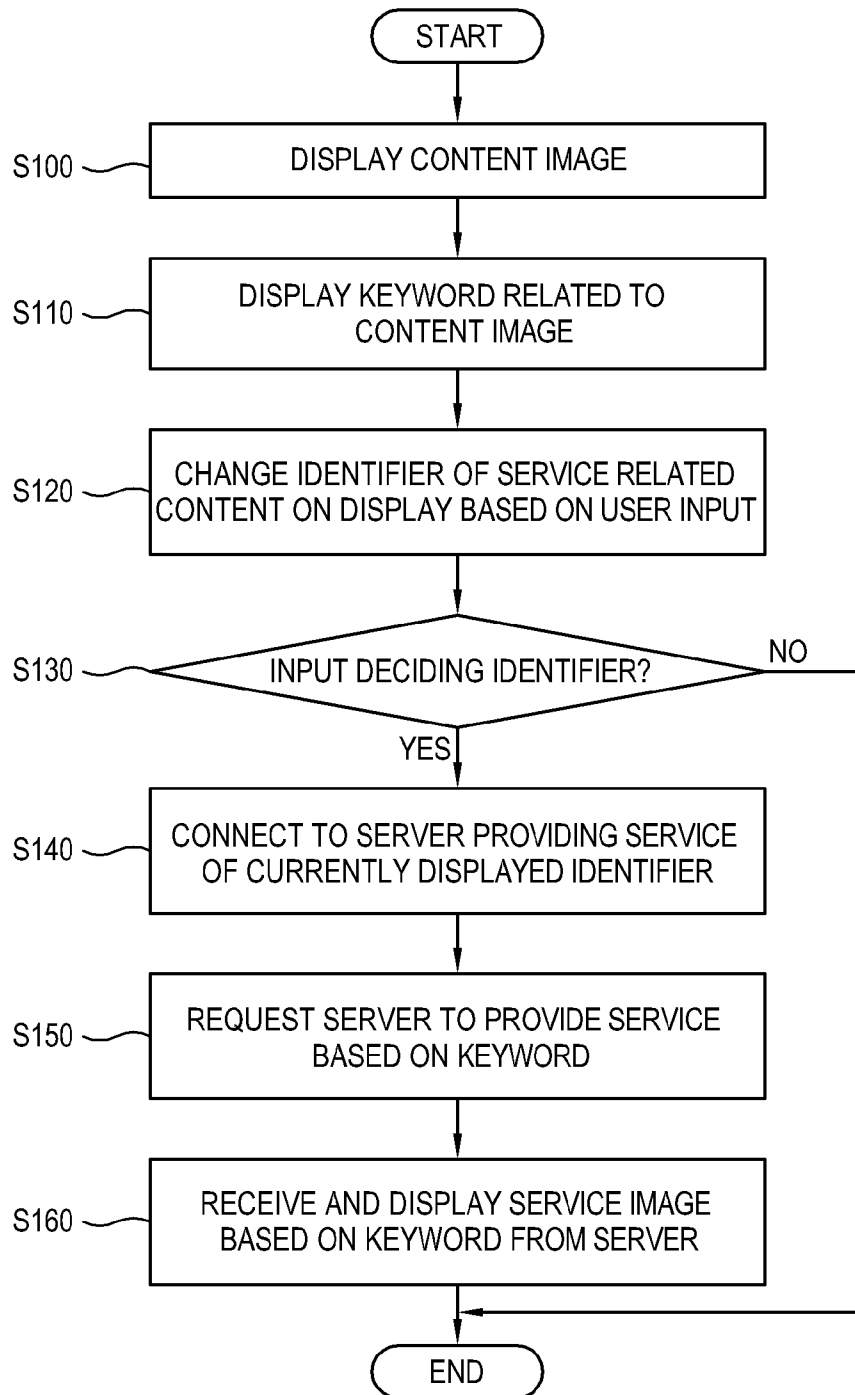 START
S100
DISPLAY CONTENT IMAGE
S110
DISPLAY KEYWORD RELATED TO
CONTENT IMAGE
S120
CHANGE IDENTIFIER OF SERVICE RELATED
CONTENT ON DISPLAY BASED ON USER INPUT
S130
INPUT DECIDING IDENTIFIER?
NO
YES
S140
CONNECT TO SERVER PROVIDING SERVICE
OF CURRENTLY DISPLAYED IDENTIFIER
S150
REQUEST SERVER TO PROVIDE SERVICE
BASED ON KEYWORD
S160
RECEIVE AND DISPLAY SERVICE IMAGE
BASED ON KEYWORD FROM SERVER
END